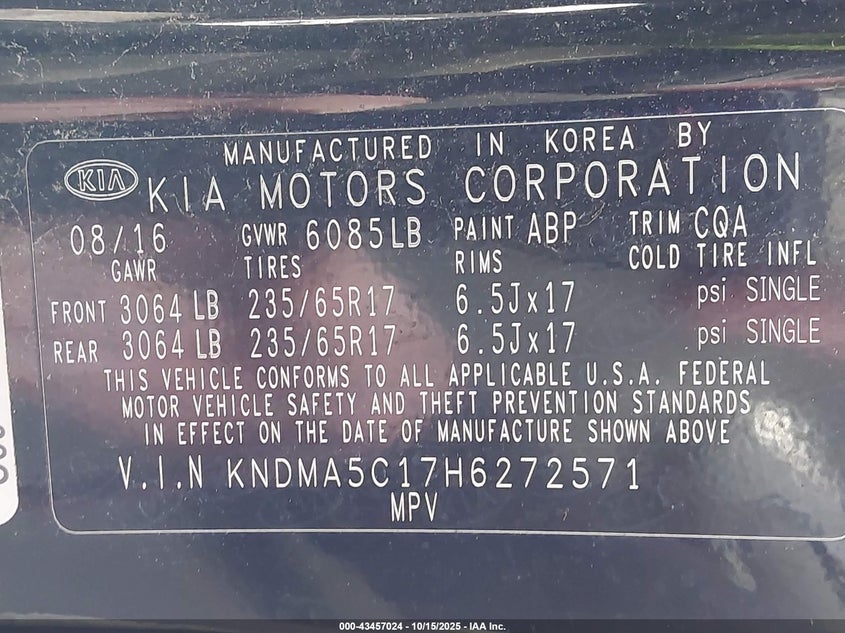 MANUFACTURED IN KOREA BY
KIA KIA MOTORS CORPORATION
08/16 GVWR 6085LB PAINT ABP TRIM CQA
GAWR TIRES RIMS COLD TIRE INFL
FRONT 3064 LB 235/65R17 6.5Jx17 psi SINGLE
REAR 3064 LB 235/65R17 6.5Jx17 psi SINGLE
THIS VEHICLE CONFORMS TO ALL APPLICABLE U.S.A. FEDERAL
MOTOR VEHICLE SAFETY AND THEFT PREVENTION STANDARDS
IN EFFECT ON THE DATE OF MANUFACTURE SHOWN ABOVE
V.I.N KNDMA5C17H6272571
MPV
000-43457024 - 10/15/2025 - IAA Inc.